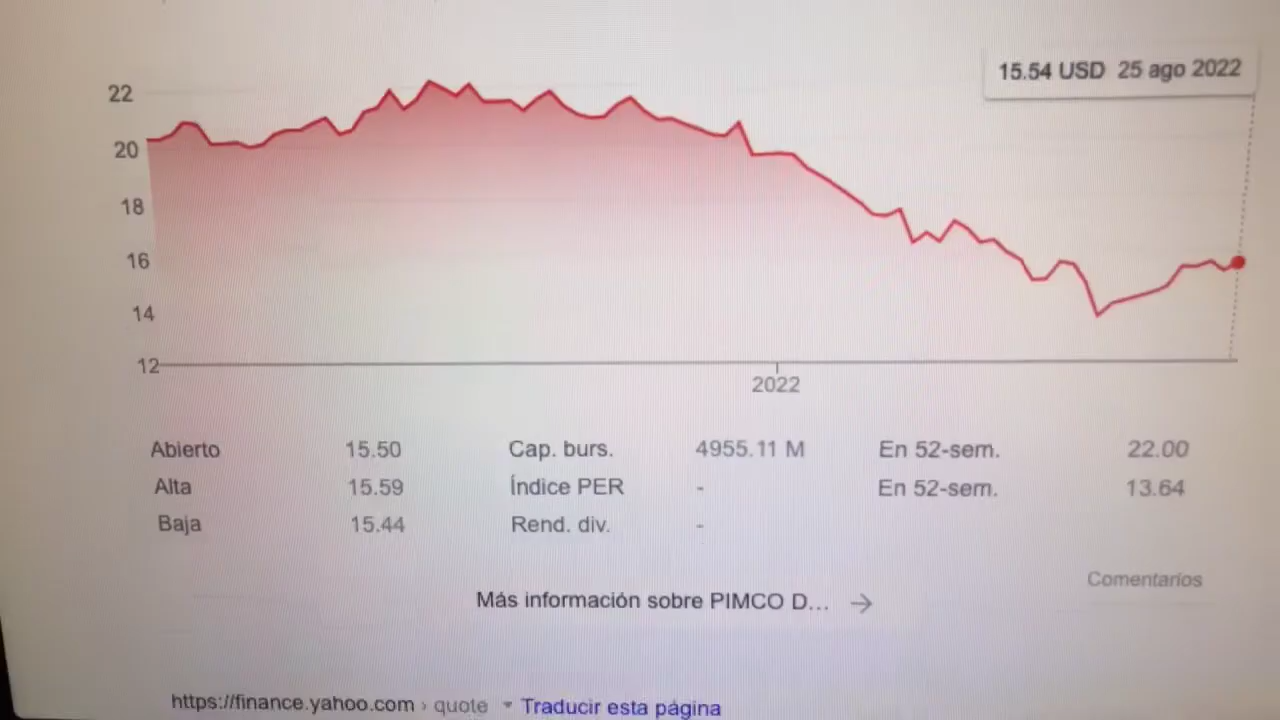 15.54 USD 25 ago 2022
22
20
18
16
14
12
2022
Abierto 15.50 Cap. burs. 4955.11 M En 52-sem. 22.00
Alta 15.59 Índice PER - En 52-sem. 13.64
Baja 15.44 Rend. div. -
Comentarios
Más información sobre PIMCO D... →
https://finance.yahoo.com › quote Traducir esta página